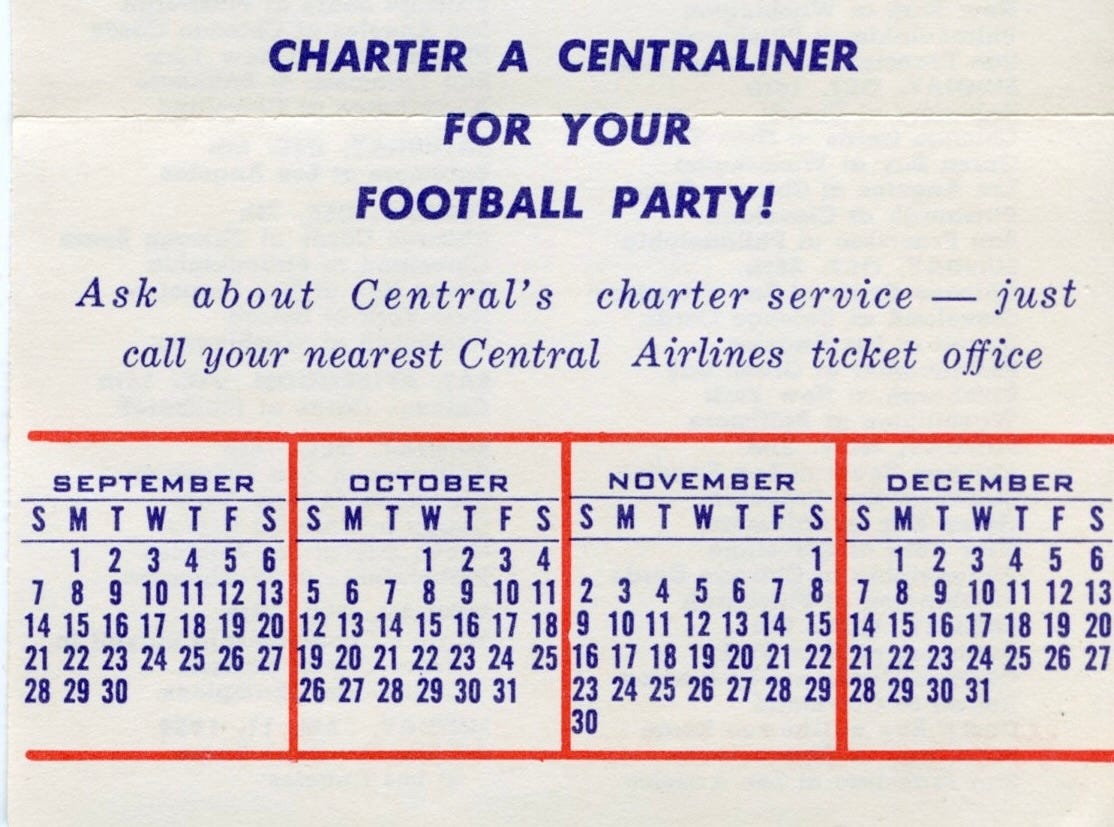 CHARTER A CENTRALINER
FOR YOUR
FOOTBALL PARTY!
Ask about Central's charter service — just
call your nearest Central Airlines ticket office
SEPTEMBER
S M T W T F S
1 2 3 4 5 6
7 8 9 10 11 12 13
14 15 16 17 18 19 20
21 22 23 24 25 26 27
28 29 30
OCTOBER
S M T W T F S
1 2 3 4
5 6 7 8 9 10 11
12 13 14 15 16 17 18
19 20 21 22 23 24 25
26 27 28 29 30 31
NOVEMBER
S M T W T F S
1
2 3 4 5 6 7 8
9 10 11 12 13 14 15
16 17 18 19 20 21 22
23 24 25 26 27 28 29
30
DECEMBER
S M T W T F S
1 2 3 4 5 6
7 8 9 10 11 12 13
14 15 16 17 18 19 20
21 22 23 24 25 26 27
28 29 30 31